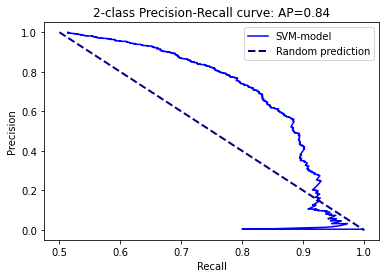 2-class Precision-Recall curve: AP=0.84
SVM-model
Random prediction
Precision
1.0
0.8
0.6
0.4
0.2
0.0
0.5
0.6
0.7
0.8
0.9
1.0
Recall